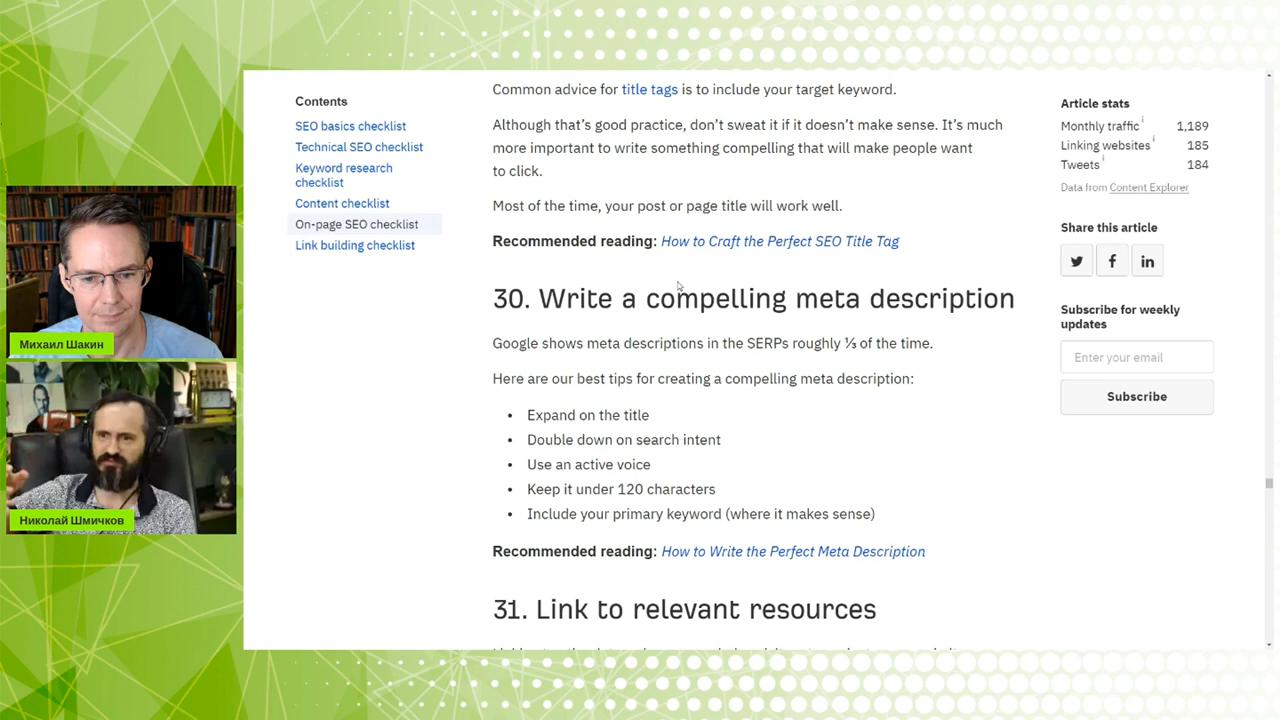 Contents
SEO basics checklist
Technical SEO checklist
Keyword research
checklist
Content checklist
On-page SEO checklist
Link building checklist
Михаил Шакин
Николай Шмичков
Common advice for title tags is to include your target keyword.
Although that’s good practice, don’t sweat it if it doesn’t make sense. It’s much
more important to write something compelling that will make people want
to click.
Most of the time, your post or page title will work well.
Recommended reading: How to Craft the Perfect SEO Title Tag
30. Write a compelling meta description
Google shows meta descriptions in the SERPs roughly ⅓ of the time.
Here are our best tips for creating a compelling meta description:
• Expand on the title
• Double down on search intent
• Use an active voice
• Keep it under 120 characters
• Include your primary keyword (where it makes sense)
Recommended reading: How to Write the Perfect Meta Description
31. Link to relevant resources
Article stats
Monthly traffic i 1,189
Linking websites i 185
Tweets i 184
Data from Content Explorer
Share this article
Subscribe for weekly
updates
Enter your email
Subscribe